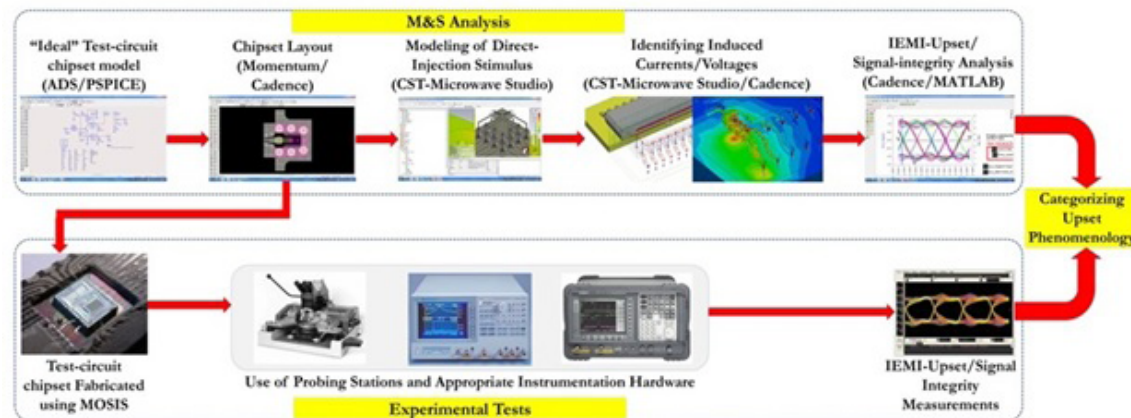 M&S Analysis
“Ideal” Test-circuit
chipset model
(ADS/PSPICE)
Chipset Layout
(Momentum/
Cadence)
Modeling of Direct-
Injection Stimulus
(CST-Microwave Studio)
Identifying Induced
Currents/Voltages
(CST-Microwave Studio/Cadence)
IEMI-Upset/
Signal-integrity Analysis
(Cadence/MATLAB)
Categorizing
Upset
Phenomenology
Test-circuit
chipset Fabricated
using MOSIS
Use of Probing Stations and Appropriate Instrumentation Hardware
IEMI-Upset/Signal
Integrity
Measurements
Experimental Tests